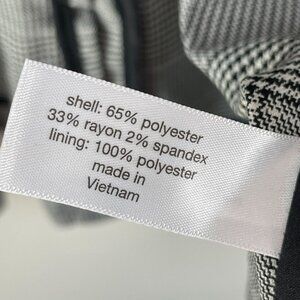 shell: 65% polyester
33% rayon 2% spandex
lining: 100% polyester
made in
Vietnam